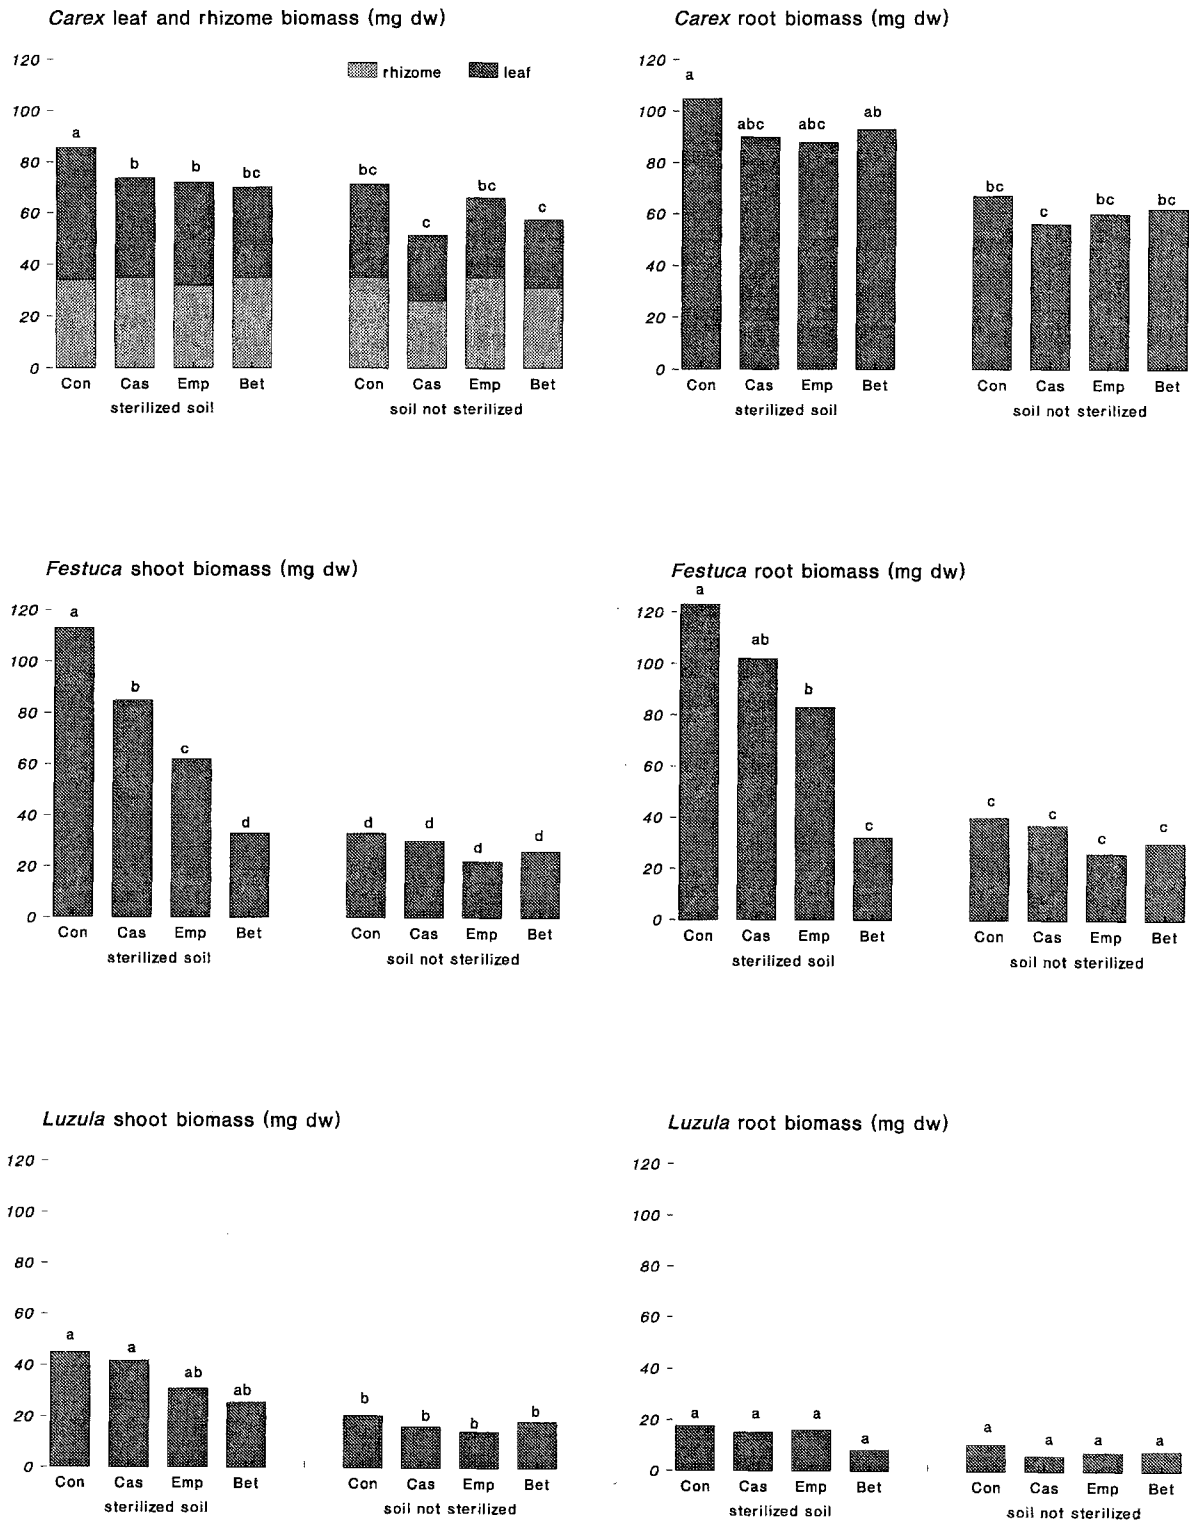 Carex leaf and rhizome biomass (mg dw)
120
rhizome leaf
100
a
80
b b bc
bc c bc c
60
40
20
0
Con Cas Emp Bet Con Cas Emp Bet
sterilized soil soil not sterilized
Carex root biomass (mg dw)
120
a
100
abc abc ab
80
bc c bc bc
60
40
20
0
Con Cas Emp Bet Con Cas Emp Bet
sterilized soil soil not sterilized
Festuca shoot biomass (mg dw)
120
a
100
b
80
c
60
40
d d d d d
20
0
Con Cas Emp Bet Con Cas Emp Bet
sterilized soil soil not sterilized
Festuca root biomass (mg dw)
a
120
ab
100
b
80
60
40
c c c c c
20
0
Con Cas Emp Bet Con Cas Emp Bet
sterilized soil soil not sterilized
Luzula shoot biomass (mg dw)
120
100
80
60
a a
40
ab ab b b b b
20
0
Con Cas Emp Bet Con Cas Emp Bet
sterilized soil soil not sterilized
Luzula root biomass (mg dw)
120
100
80
60
40
20
a a a a a a a a
0
Con Cas Emp Bet Con Cas Emp Bet
sterilized soil soil not sterilized